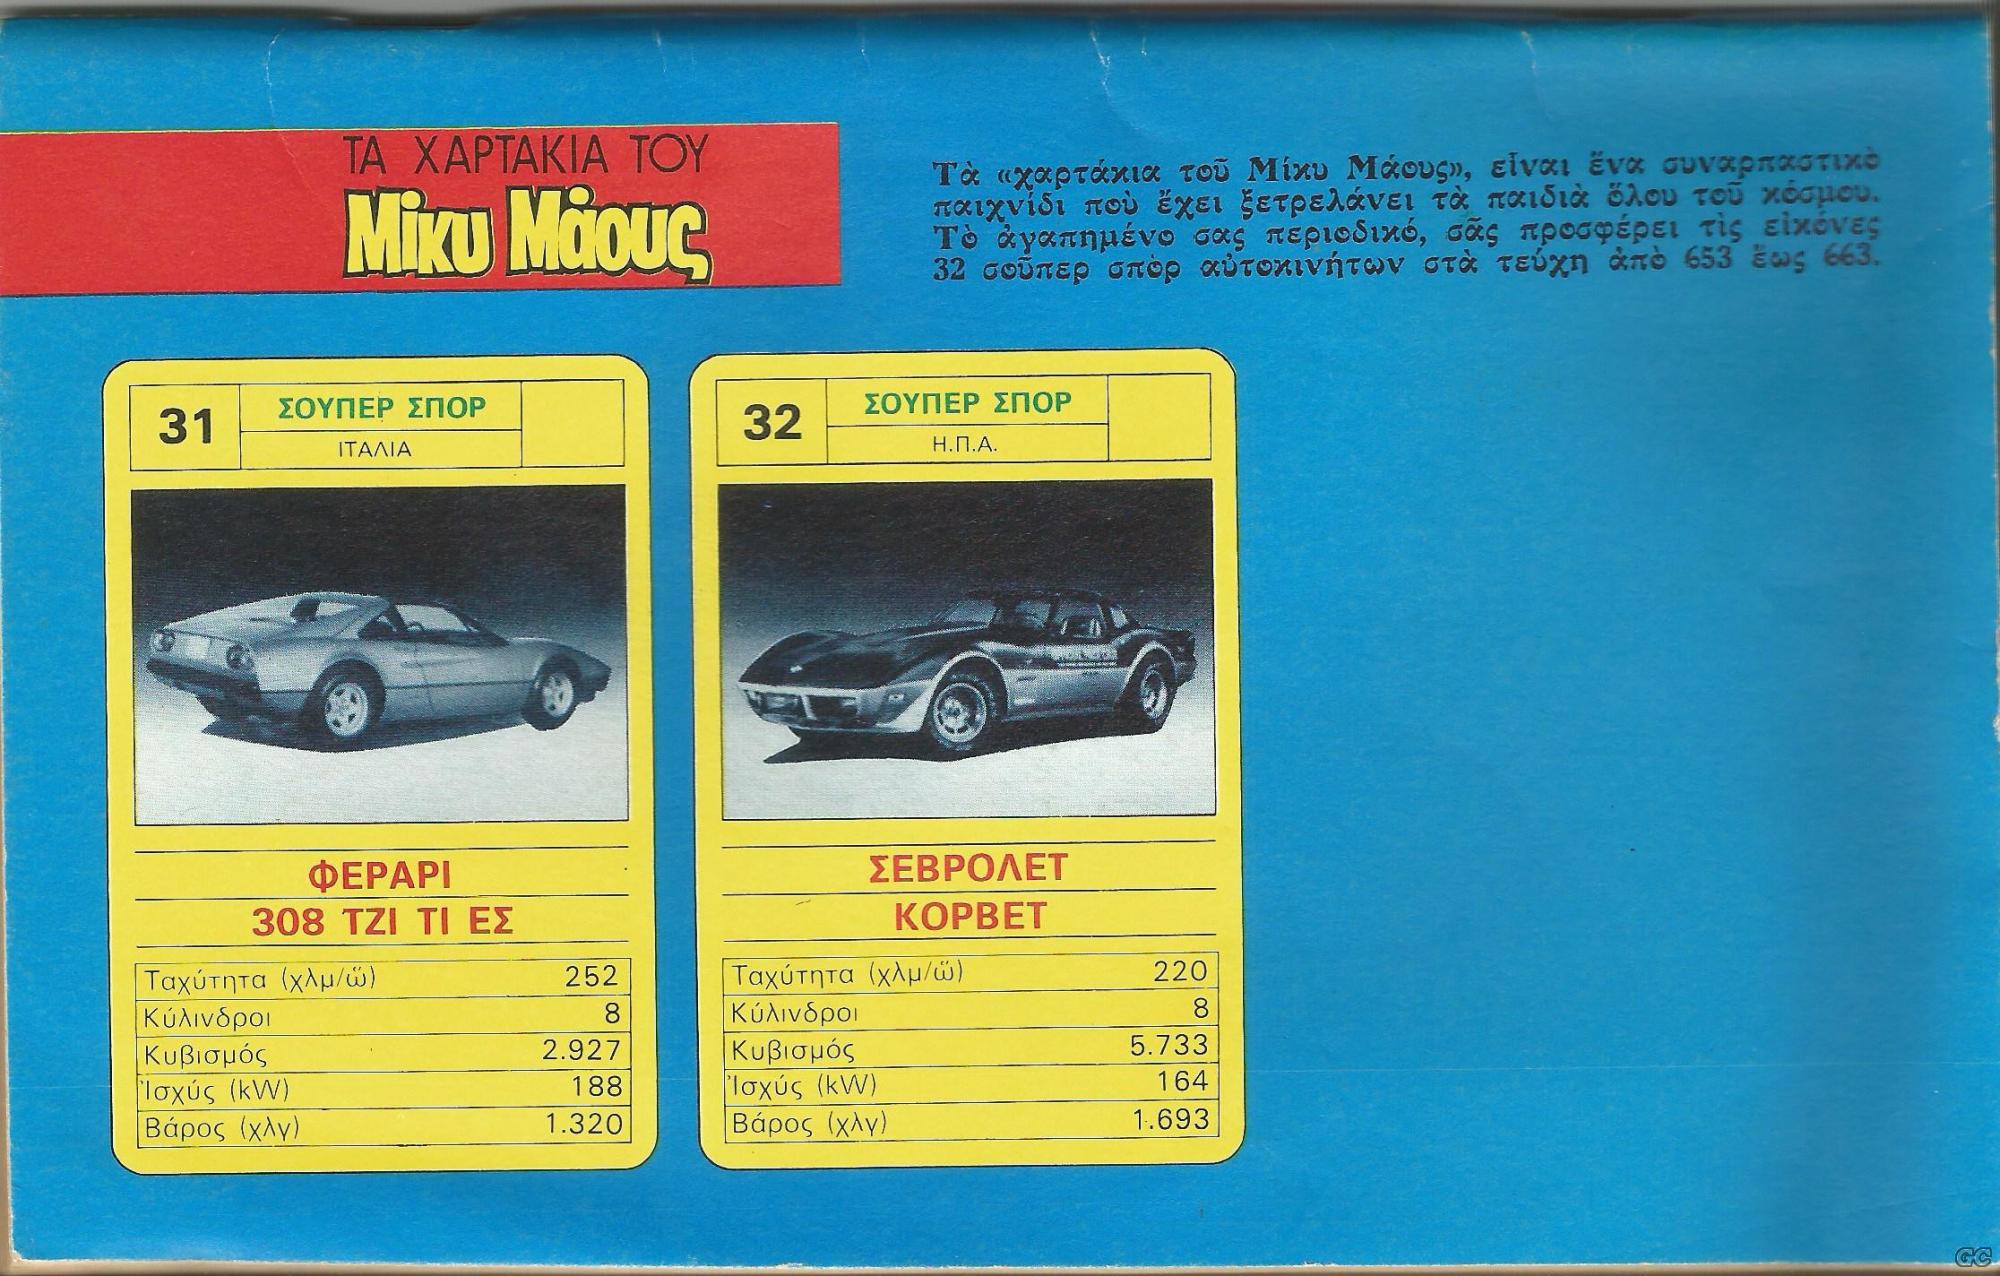 ΤΑ ΧΑΡΤΑΚΙΑ ΤΟΥ
Μίκυ Μάους
Τὰ «χαρτάκια τοῦ Μίκυ Μάους», εἶναι ἕνα συναρπαστικὸ
παιχνίδι ποὺ ἔχει ξετρελάνει τὰ παιδιὰ ὅλου τοῦ κόσμου.
Τὸ ἀγαπημένο σας περιοδικό, σᾶς προσφέρει τὶς εἰκόνες
32 σοῦπερ σπὸρ αὐτοκινήτων στὰ τεύχη ἀπὸ 653 ἕως 663.
31
ΣΟΥΠΕΡ ΣΠΟΡ
ΙΤΑΛΙΑ
ΦΕΡΑΡΙ
308 ΤΖΙ ΤΙ ΕΣ
Ταχύτητα (χλμ/ὥ) 252
Κύλινδροι 8
Κυβισμός 2.927
Ἰσχύς (kW) 188
Βάρος (χλγ) 1.320
32
ΣΟΥΠΕΡ ΣΠΟΡ
Η.Π.Α.
ΣΕΒΡΟΛΕΤ
ΚΟΡΒΕΤ
Ταχύτητα (χλμ/ὥ) 220
Κύλινδροι 8
Κυβισμός 5.733
Ἰσχύς (kW) 164
Βάρος (χλγ) 1.693
GC